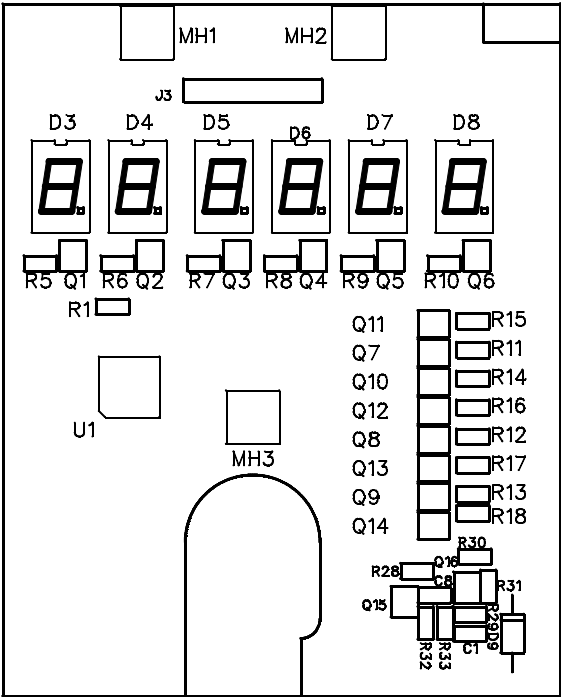 MH1 MH2
J3
D3 D4 D5 D6 D7 D8
R5 Q1 R6 Q2 R7 Q3 R8 Q4 R9 Q5 R10 Q6
R1
Q11 R15
Q7 R11
Q10 R14
Q12 R16
U1
Q8 R12
MH3
Q13 R17
Q9 R13
Q14 R18
R30
Q16
R28
C8 R31
Q15
R29 D9
R32 R33 C1